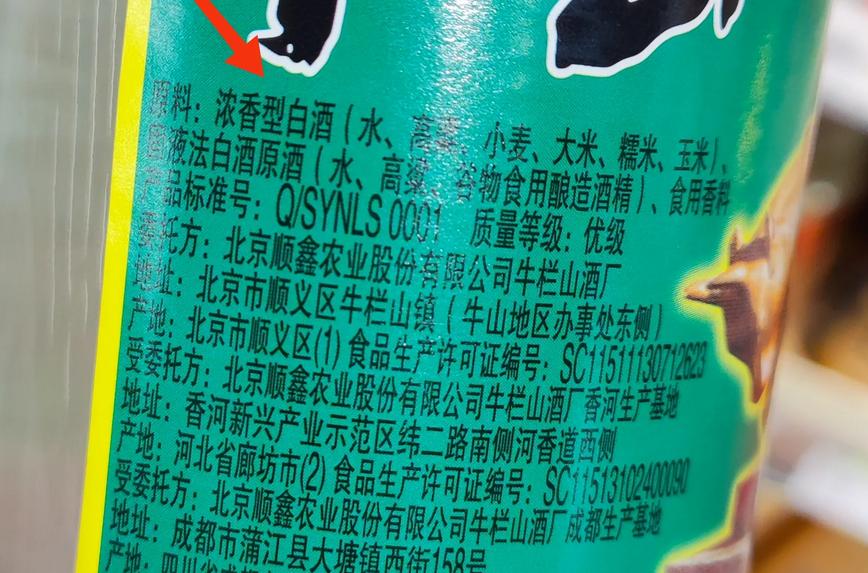 原料：浓香型白酒（水、高粱、小麦、大米、糯米、玉米）、
固液法白酒原酒（水、高粱、谷物食用酿造酒精）、食用香料
产品标准号：Q/SYNLS 0001 质量等级：优级
委托方：北京顺鑫农业股份有限公司牛栏山酒厂
地址：北京市顺义区牛栏山镇（牛山地区办事处东侧）
产地：北京市顺义区(1) 食品生产许可证编号：SC11511130712623
受委托方：北京顺鑫农业股份有限公司牛栏山酒厂香河生产基地
地址：香河新兴产业示范区纬二路南侧河香道西侧
产地：河北省廊坊市(2) 食品生产许可证编号：SC11513102400090
受委托方：北京顺鑫农业股份有限公司牛栏山酒厂成都生产基地
地址：成都市蒲江县大塘镇西街158号
产地：四川省成都